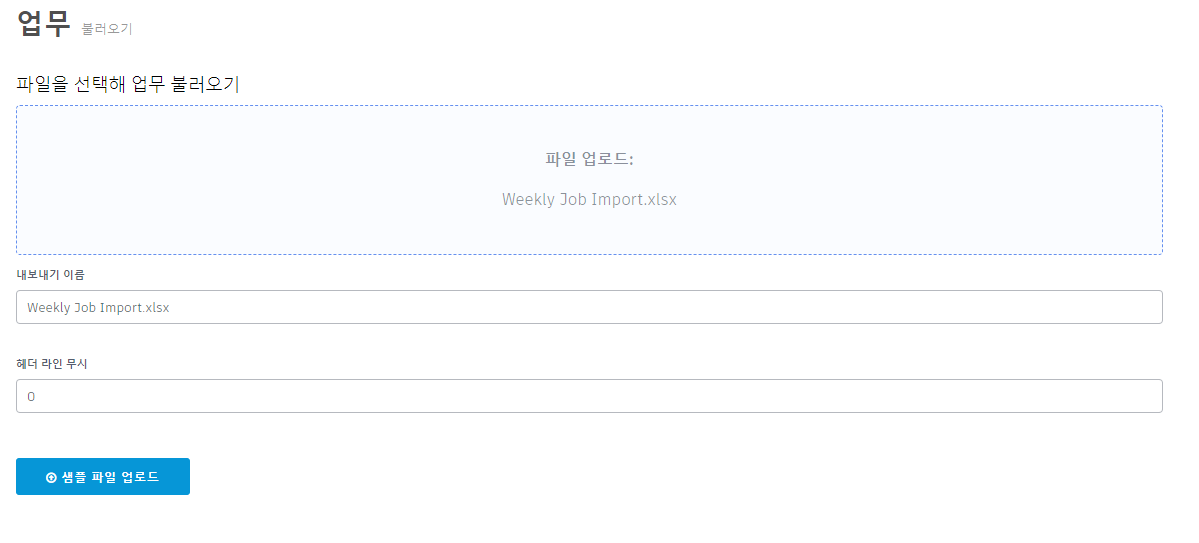 업무 불러오기
파일을 선택해 업무 불러오기
파일 업로드:
Weekly Job Import.xlsx
내보내기 이름
Weekly Job Import.xlsx
헤더 라인 무시
0
샘플 파일 업로드